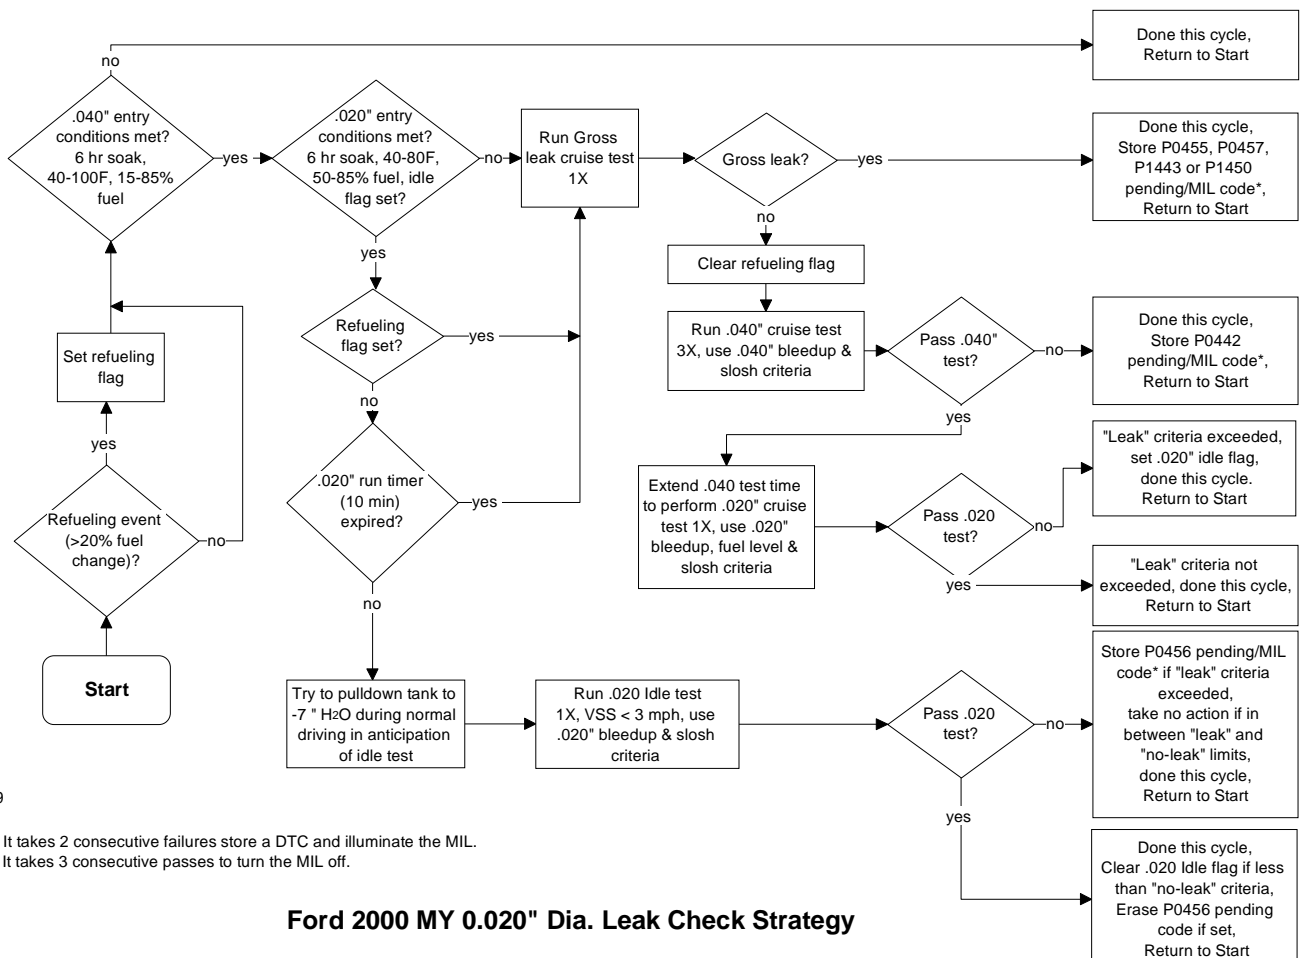 Done this cycle,
Return to Start
no
.040" entry
conditions met?
6 hr soak,
40-100F, 15-85%
fuel
yes
.020" entry
conditions met?
6 hr soak, 40-80F,
50-85% fuel, idle
flag set?
no
Run Gross
leak cruise test
1X
Gross leak?
yes
Done this cycle,
Store P0455, P0457,
P1443 or P1450
pending/MIL code*,
Return to Start
no
yes
Clear refueling flag
Set refueling
flag
Refueling
flag set?
yes
Run .040" cruise test
3X, use .040" bleedup &
slosh criteria
Pass .040"
test?
no
Done this cycle,
Store P0442
pending/MIL code*,
Return to Start
no
yes
yes
Refueling event
(>20% fuel
change)?
no
.020" run timer
(10 min)
expired?
yes
Extend .040 test time
to perform .020" cruise
test 1X, use .020"
bleedup, fuel level &
slosh criteria
Pass .020
test?
no
"Leak" criteria exceeded,
set .020" idle flag,
done this cycle.
Return to Start
yes
"Leak" criteria not
exceeded, done this cycle,
Return to Start
no
Start
Try to pulldown tank to
-7 " H2O during normal
driving in anticipation
of idle test
Run .020 Idle test
1X, VSS < 3 mph, use
.020" bleedup & slosh
criteria
Pass .020
test?
no
Store P0456 pending/MIL
code* if "leak" criteria
exceeded,
take no action if in
between "leak" and
"no-leak" limits,
done this cycle,
Return to Start
yes
Done this cycle,
Clear .020 Idle flag if less
than "no-leak" criteria,
Erase P0456 pending
code if set,
Return to Start
9
It takes 2 consecutive failures store a DTC and illuminate the MIL.
It takes 3 consecutive passes to turn the MIL off.
Ford 2000 MY 0.020" Dia. Leak Check Strategy